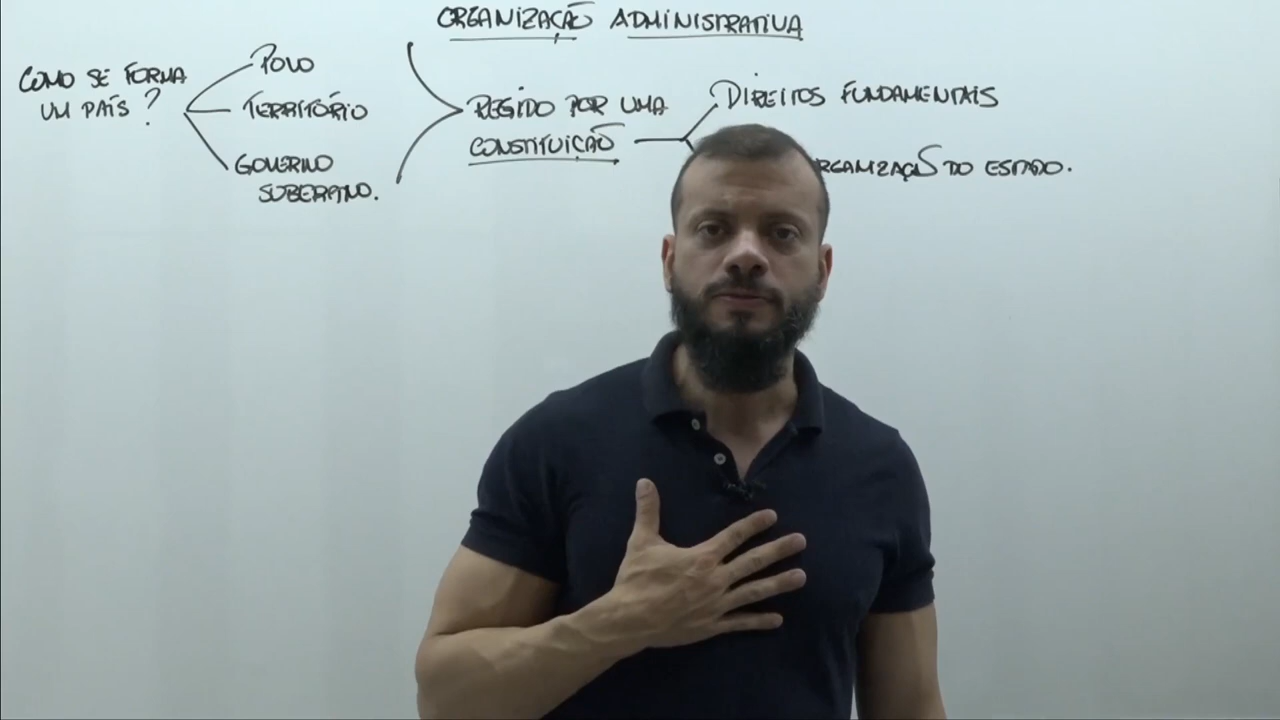 ORGANIZAÇÃO ADMINISTRATIVA
COMO SE FORMA
UM PAÍS?
POVO
TERRITÓRIO
GOVERNO
SOBERANO.
REGIDO POR UMA
CONSTITUIÇÃO
DIREITOS FUNDAMENTAIS
RGANIZAÇÃO DO ESTADO.